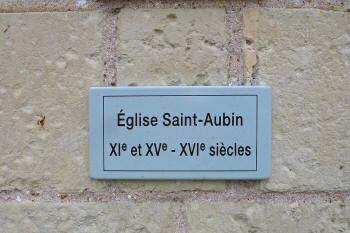 Église Saint-Aubin
XIe et XVe - XVIe siècles